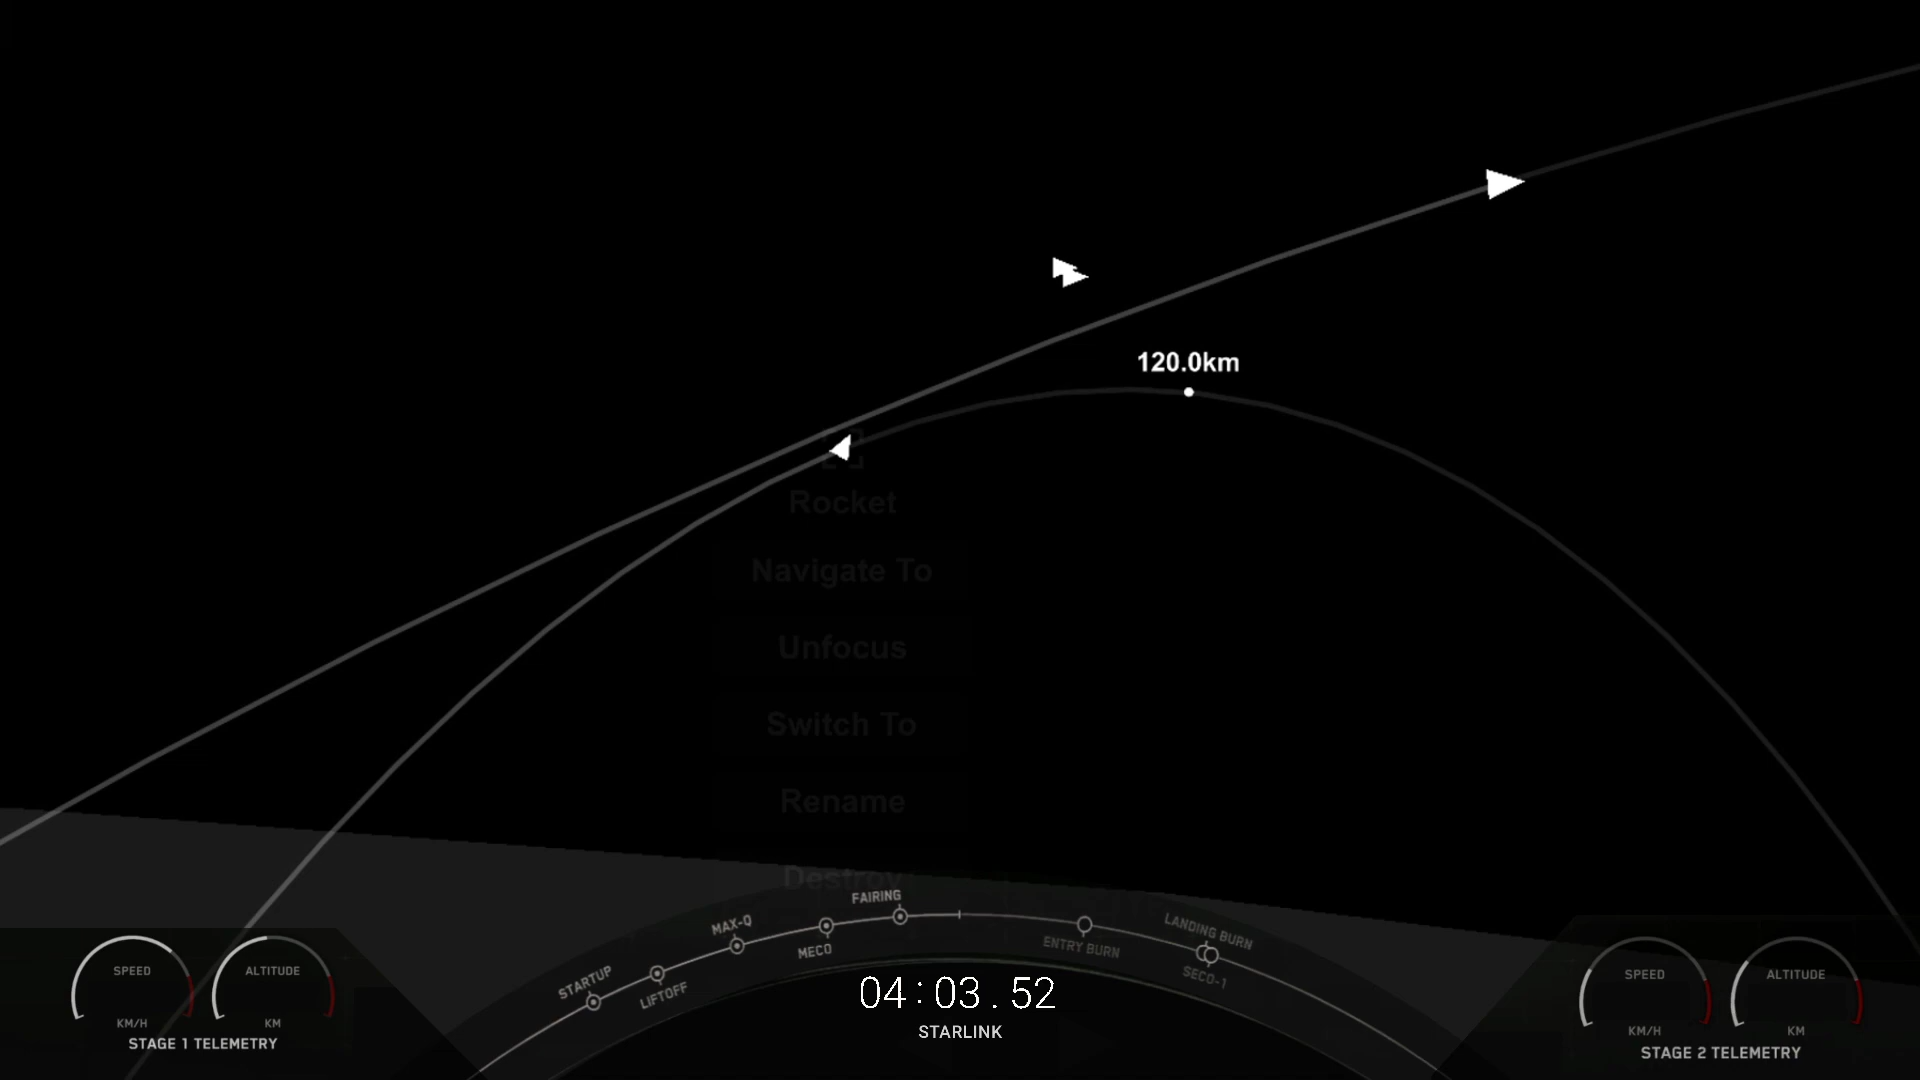 120.0km
Rocket
Navigate To
Unfocus
Switch To
Rename
Destroy
STARTUP
LIFTOFF
MAX-Q
MECO
FAIRING
ENTRY BURN
LANDING BURN
SECO-1
04:03.52
STARLINK
SPEED
KM/H
ALTITUDE
KM
STAGE 1 TELEMETRY
SPEED
KM/H
ALTITUDE
KM
STAGE 2 TELEMETRY